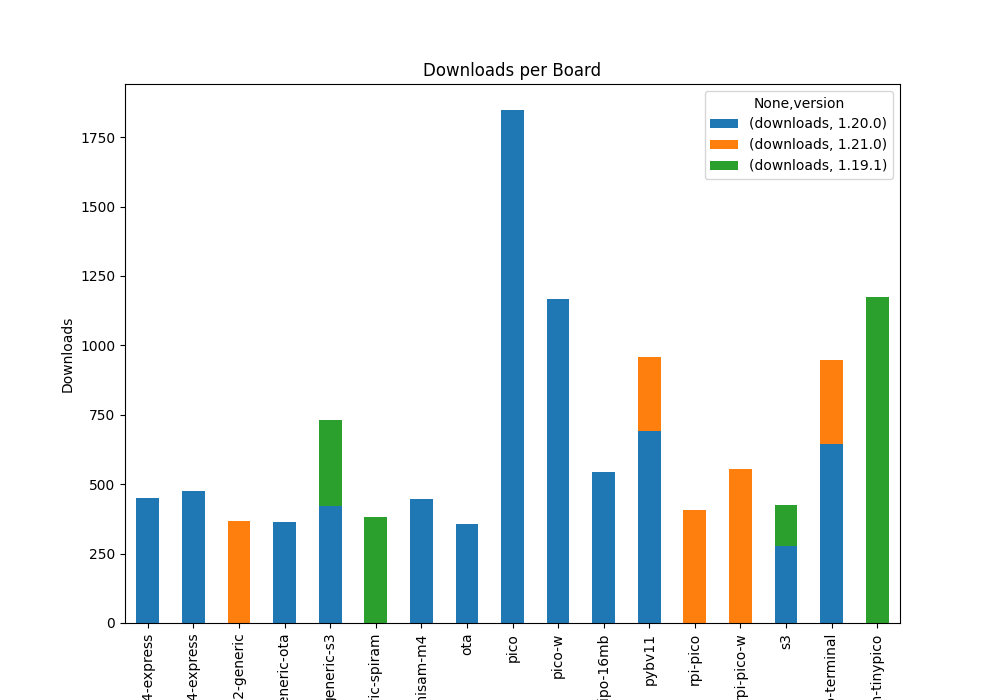 Downloads per Board
None,version
(downloads, 1.20.0)
(downloads, 1.21.0)
(downloads, 1.19.1)
Downloads
1750
1500
1250
1000
750
500
250
0
4-express
4-express
2-generic
eneric-ota
eneric-s3
ic-spiram
nisam-m4
ota
pico
pico-w
po-16mb
pybv11
rpi-pico
pi-pico-w
s3
-terminal
-tinypico